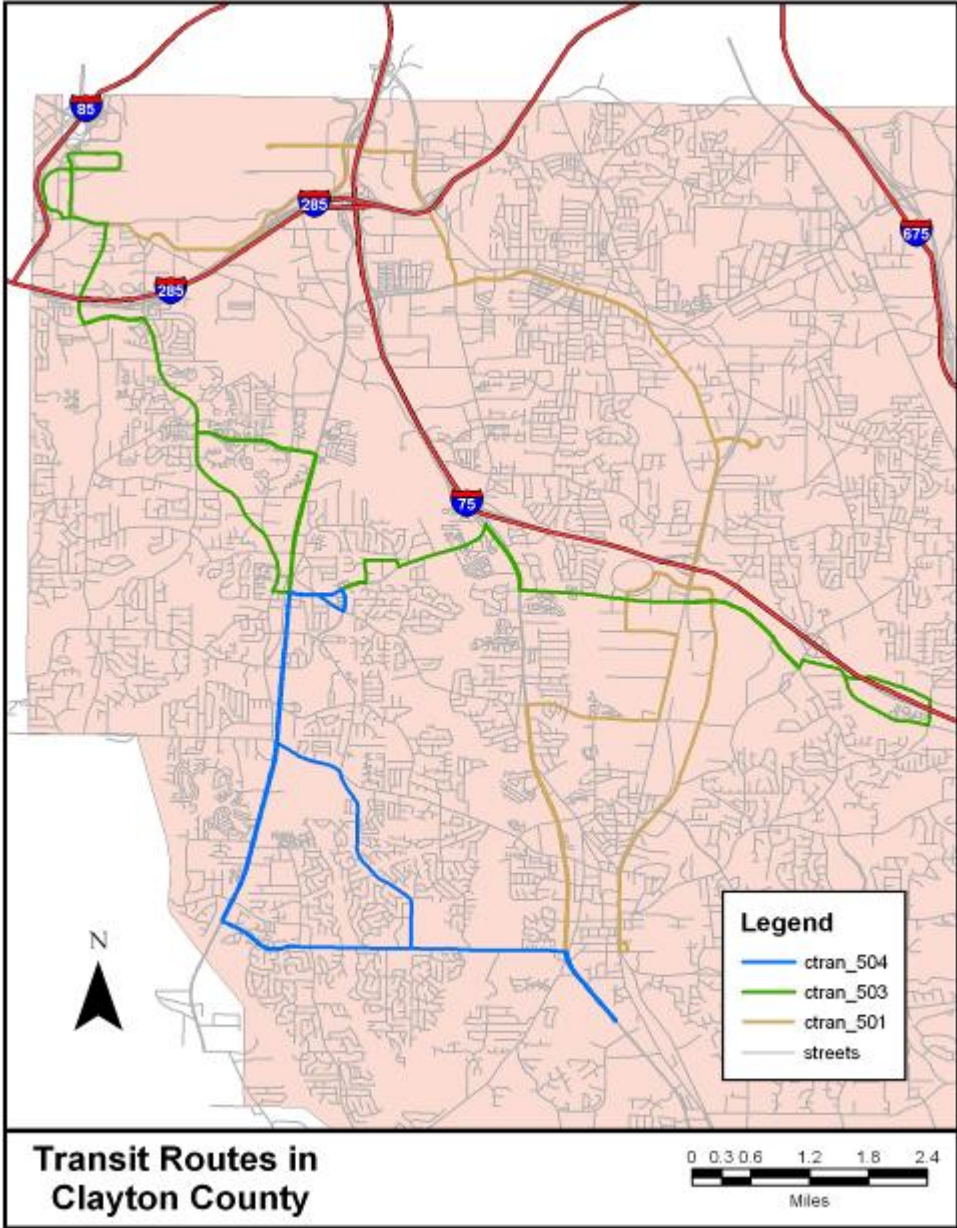 85
285
675
285
75
N
Legend
ctran_504
ctran_503
ctran_501
streets
Transit Routes in
Clayton County
0 0.3 0.6 1.2 1.8 2.4
Miles